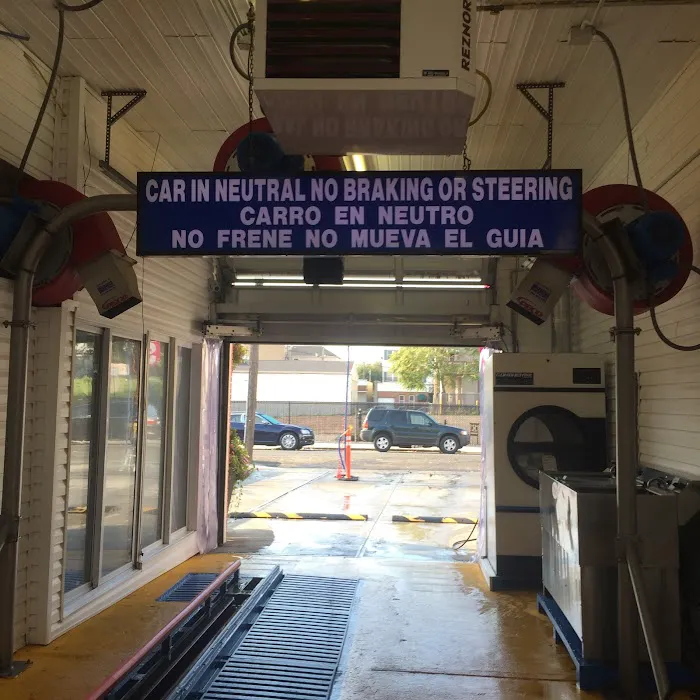 REZNOR
CAR IN NEUTRAL NO BRAKING OR STEERING
CARRO EN NEUTRO
NO FRENE NO MUEVA EL GUIA